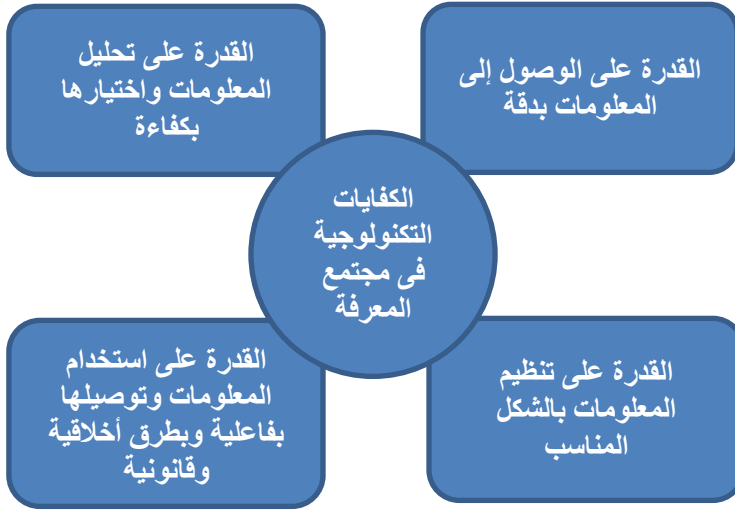 القدرة على الوصول إلى
المعلومات بدقة
القدرة على تحليل
المعلومات واختيارها
بكفاءة
الكفايات
التكنولوجية
فى مجتمع
المعرفة
القدرة على تنظيم
المعلومات بالشكل
المناسب
القدرة على استخدام
المعلومات وتوصيلها
بفاعلية وبطرق أخلاقية
وقانونية